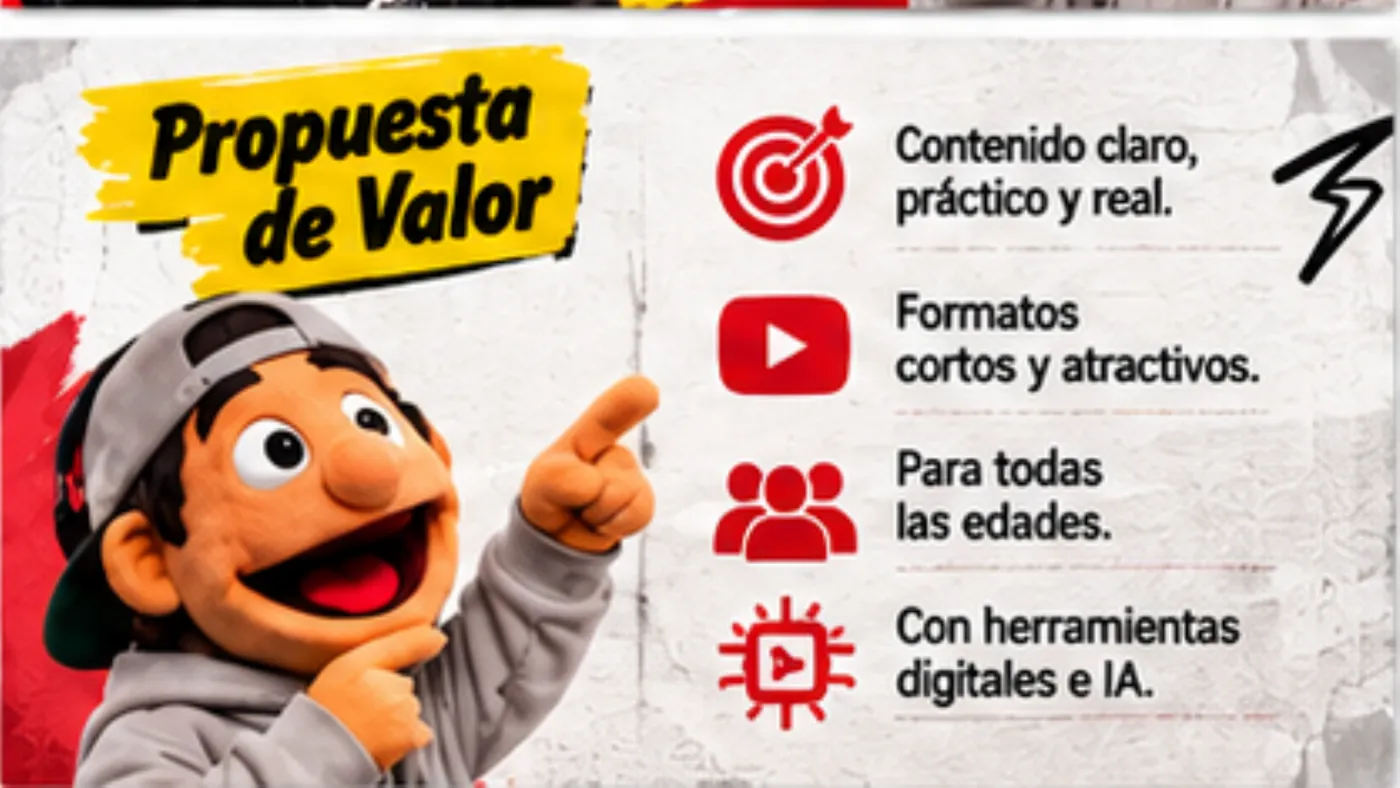 Propuesta
de Valor
Contenido claro,
práctico y real.
Formatos
cortos y atractivos.
Para todas
las edades.
Con herramientas
digitales e IA.